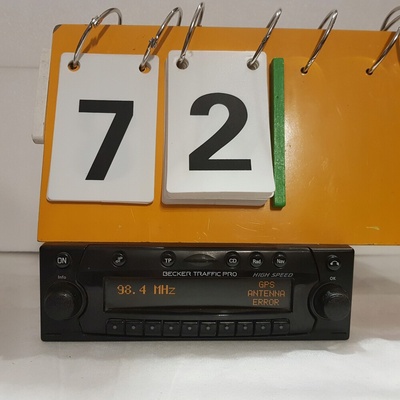 7 2
ON TP CD Rad Nav
Info OK
BECKER TRAFFIC PRO HIGH SPEED
98.4 MHz
GPS
ANTENNA
ERROR